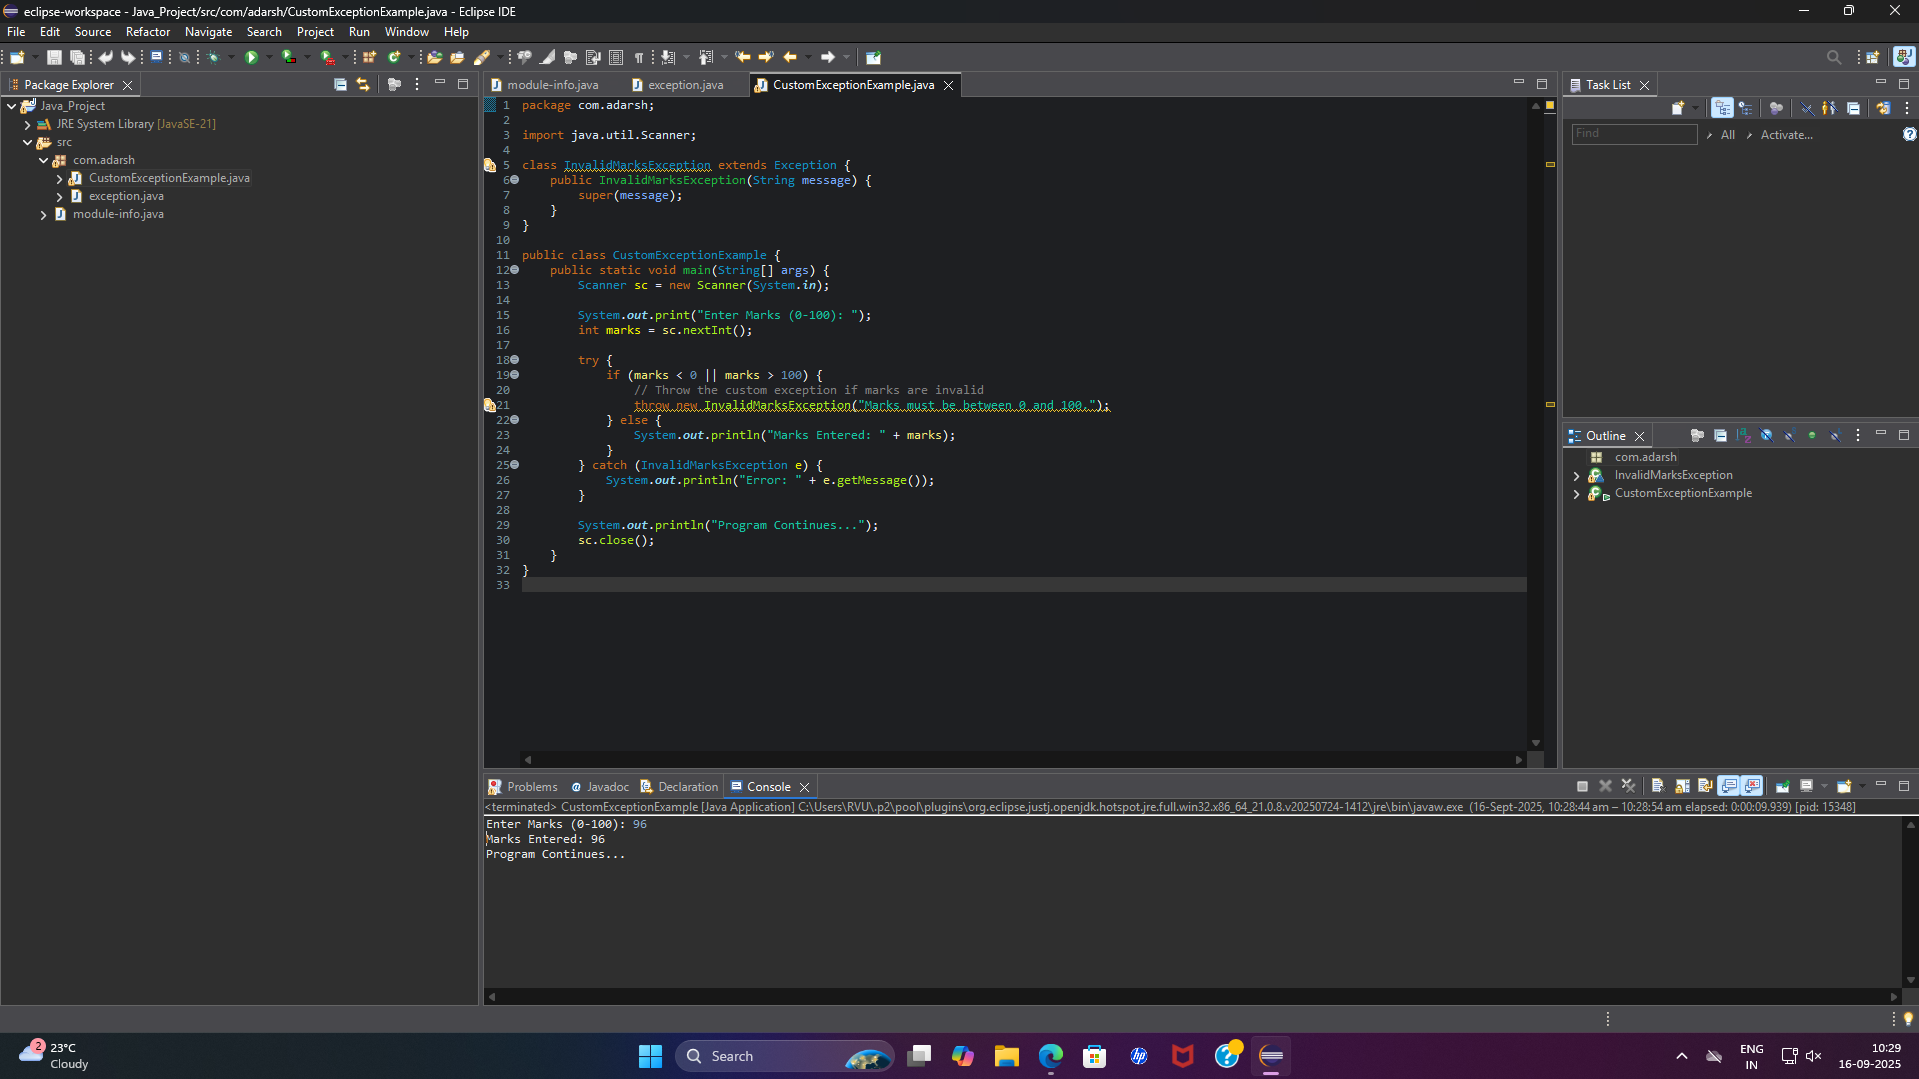 eclipse-workspace - Java_Project/src/com/adarsh/CustomExceptionExample.java - Eclipse IDE
File Edit Source Refactor Navigate Search Project Run Window Help
Package Explorer
Java_Project
JRE System Library [JavaSE-21]
src
com.adarsh
CustomExceptionExample.java
exception.java
module-info.java
module-info.java exception.java CustomExceptionExample.java
1 package com.adarsh;
2
3 import java.util.Scanner;
4
5 class InvalidMarksException extends Exception {
6 public InvalidMarksException(String message) {
7 super(message);
8 }
9 }
10
11 public class CustomExceptionExample {
12 public static void main(String[] args) {
13 Scanner sc = new Scanner(System.in);
14
15 System.out.print("Enter Marks (0-100): ");
16 int marks = sc.nextInt();
17
18 try {
19 if (marks < 0 || marks > 100) {
20 // Throw the custom exception if marks are invalid
21 throw new InvalidMarksException("Marks must be between 0 and 100.");
22 } else {
23 System.out.println("Marks Entered: " + marks);
24 }
25 } catch (InvalidMarksException e) {
26 System.out.println("Error: " + e.getMessage());
27 }
28
29 System.out.println("Program Continues...");
30 sc.close();
31 }
32 }
33
Task List
Find All Activate...
Outline
com.adarsh
InvalidMarksException
CustomExceptionExample
Problems Javadoc Declaration Console
<terminated> CustomExceptionExample [Java Application] C:\Users\RVU\.p2\pool\plugins\org.eclipse.justj.openjdk.hotspot.jre.full.win32.x86_64_21.0.8.v20250724-1412\jre\bin\javaw.exe (16-Sept-2025, 10:28:44 am – 10:28:54 am elapsed: 0:00:09.939) [pid: 15348]
Enter Marks (0-100): 96
Marks Entered: 96
Program Continues...
2
23°C
Cloudy
Search
hp
ENG
IN
10:29
16-09-2025